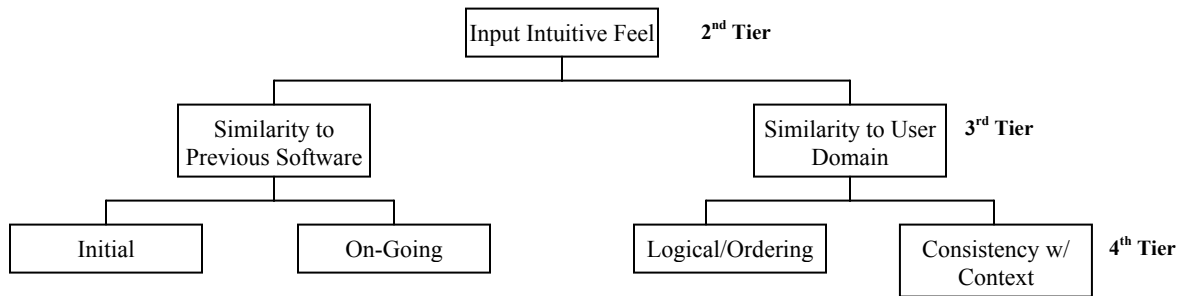 Input Intuitive Feel
2nd Tier
Similarity to
Previous Software
Similarity to User
Domain
3rd Tier
Initial
On-Going
Logical/Ordering
Consistency w/
Context
4th Tier